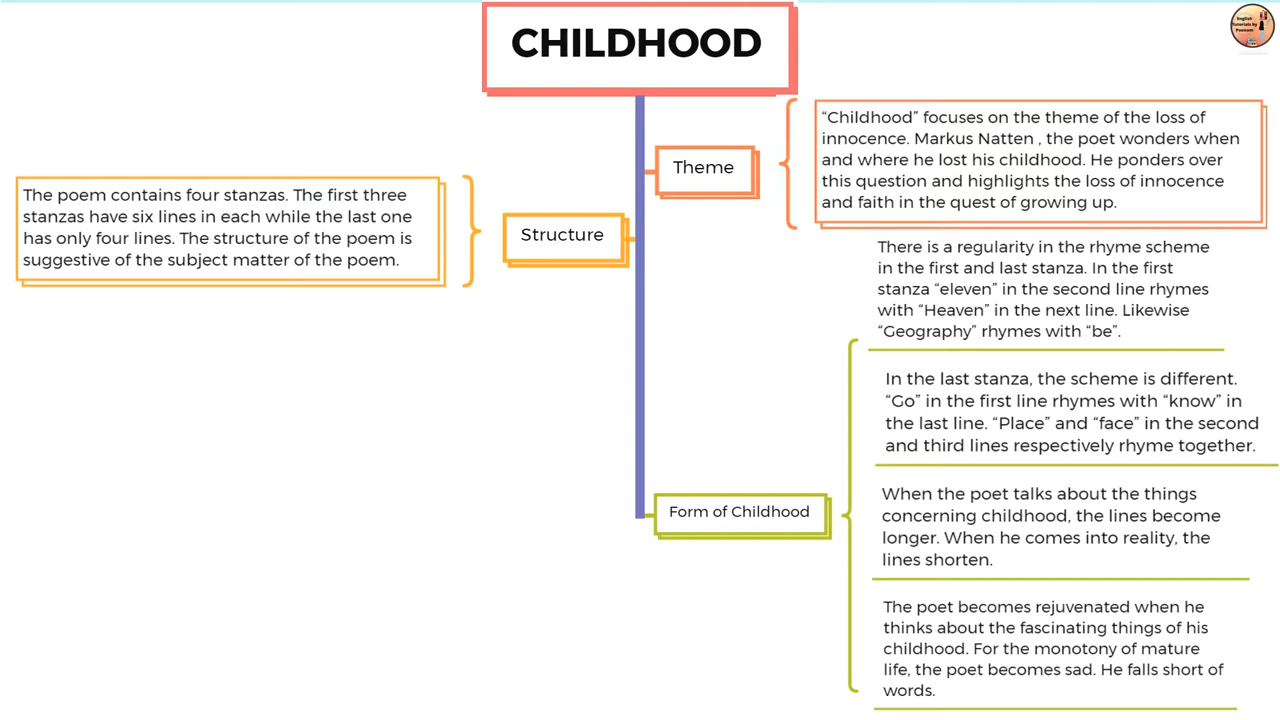 CHILDHOOD
English
Tutorials by
Poonam
Theme
“Childhood” focuses on the theme of the loss of
innocence. Markus Natten , the poet wonders when
and where he lost his childhood. He ponders over
this question and highlights the loss of innocence
and faith in the quest of growing up.
Structure
The poem contains four stanzas. The first three
stanzas have six lines in each while the last one
has only four lines. The structure of the poem is
suggestive of the subject matter of the poem.
Form of Childhood
There is a regularity in the rhyme scheme
in the first and last stanza. In the first
stanza “eleven” in the second line rhymes
with “Heaven” in the next line. Likewise
“Geography” rhymes with “be”.
In the last stanza, the scheme is different.
“Go” in the first line rhymes with “know” in
the last line. “Place” and “face” in the second
and third lines respectively rhyme together.
When the poet talks about the things
concerning childhood, the lines become
longer. When he comes into reality, the
lines shorten.
The poet becomes rejuvenated when he
thinks about the fascinating things of his
childhood. For the monotony of mature
life, the poet becomes sad. He falls short of
words.